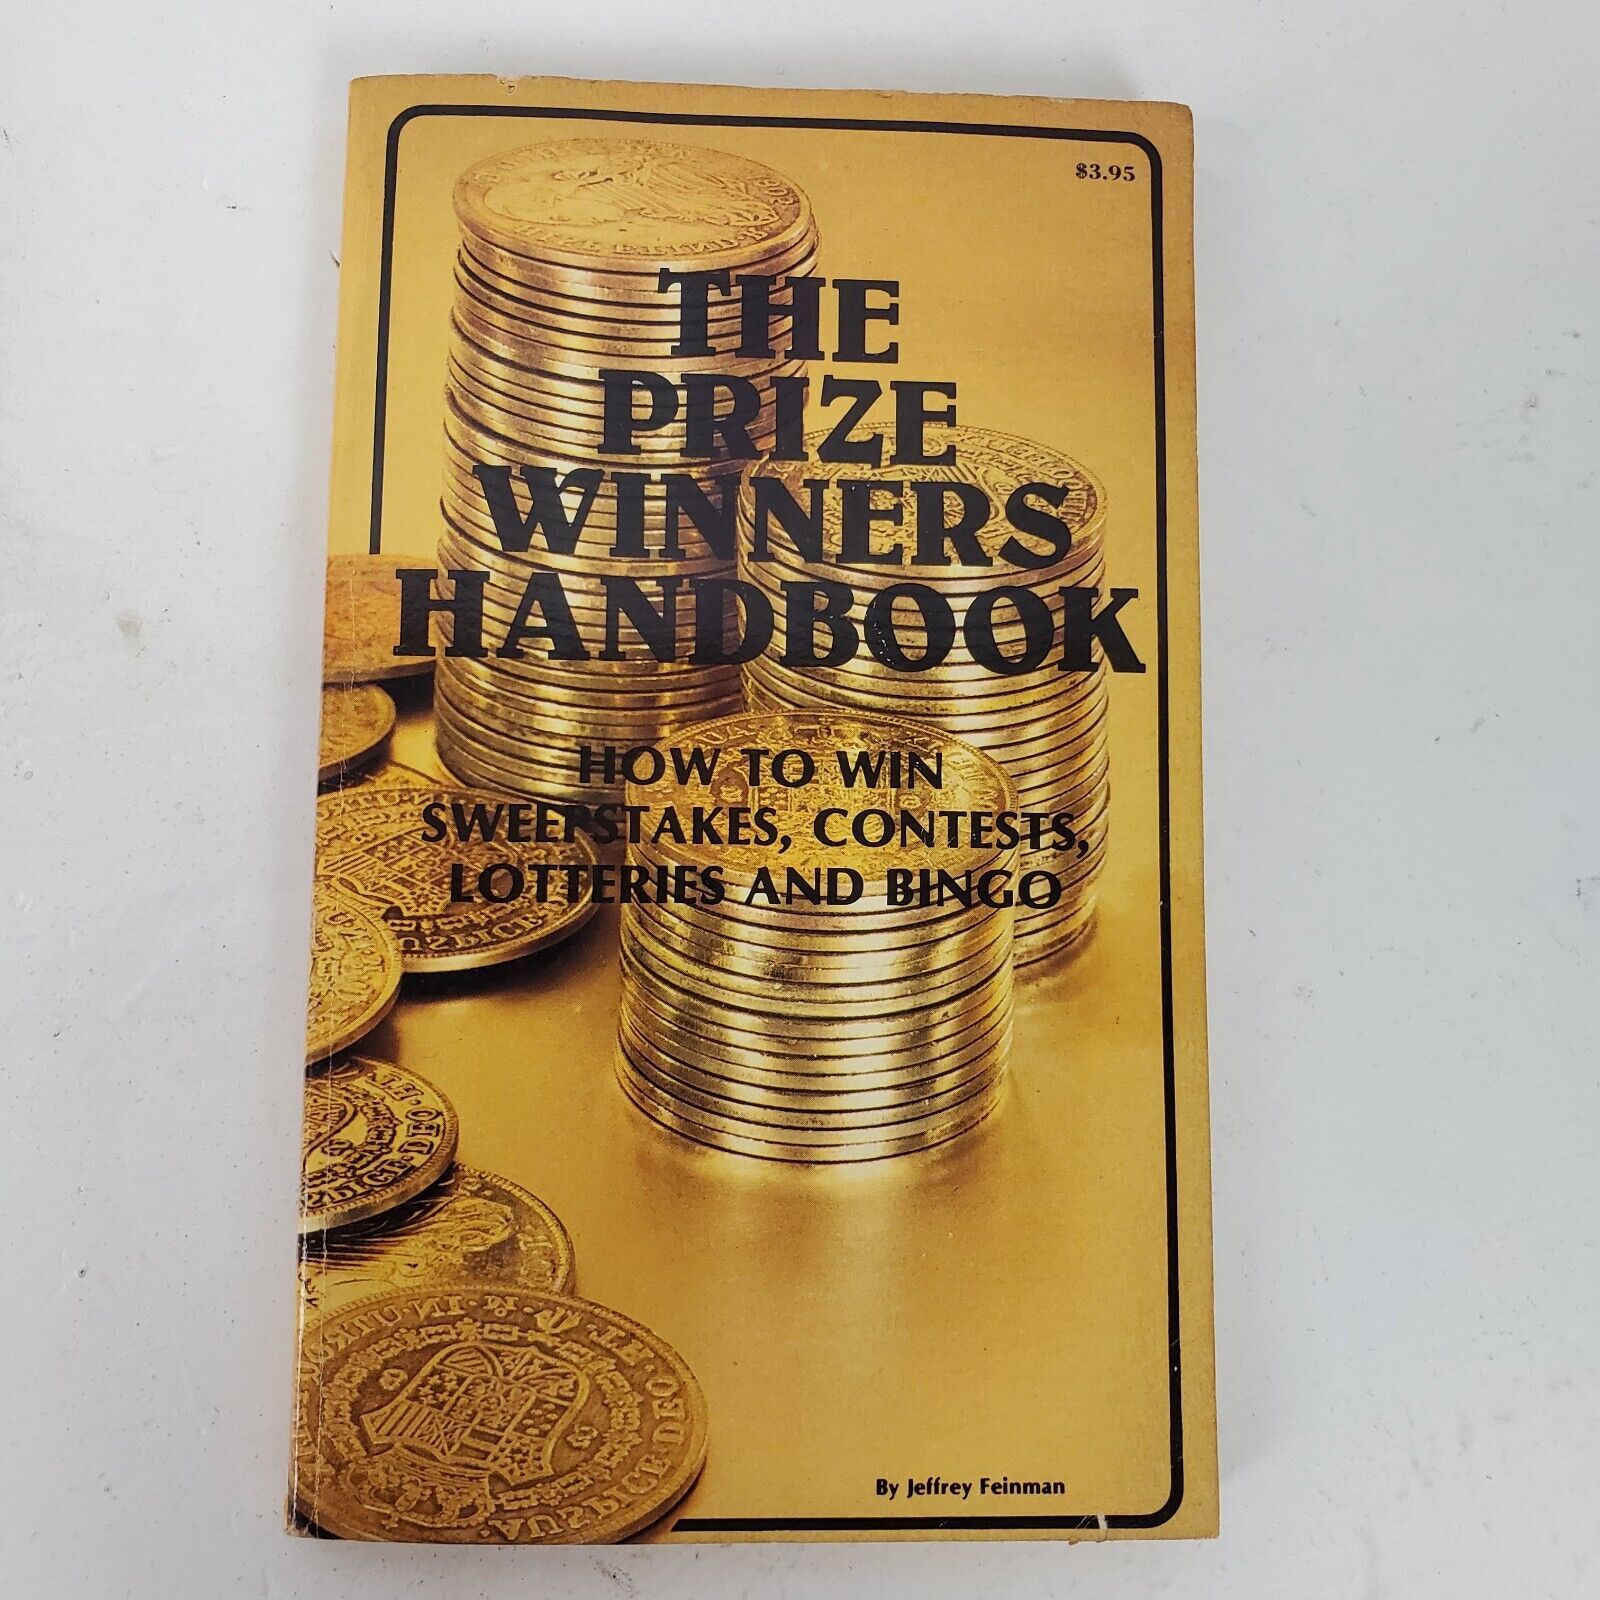 $3.95
THE
PRIZE
WINNERS
HANDBOOK
HOW TO WIN
SWEEPSTAKES, CONTESTS,
LOTTERIES AND BINGO
By Jeffrey Feinman